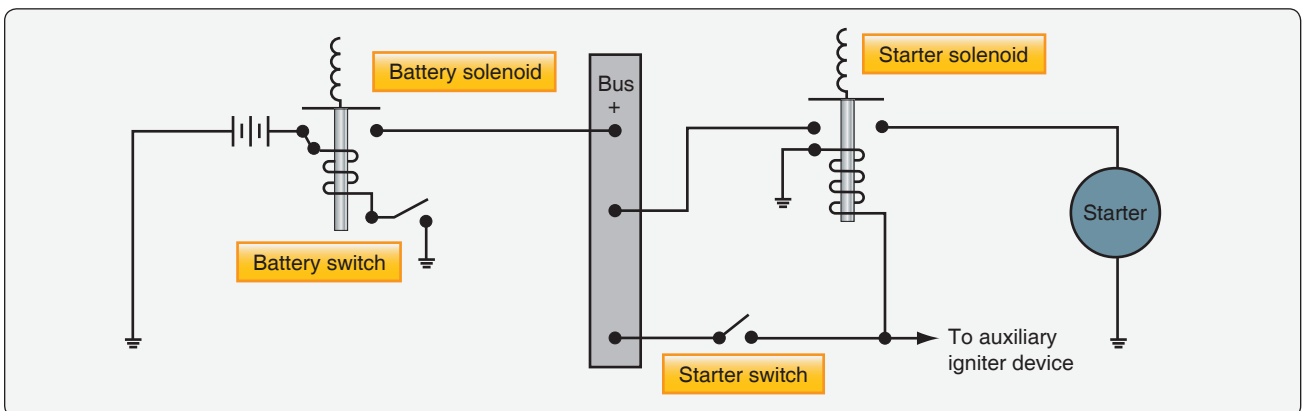 Battery solenoid
Starter solenoid
Bus
+
Starter
Battery switch
To auxiliary
igniter device
Starter switch